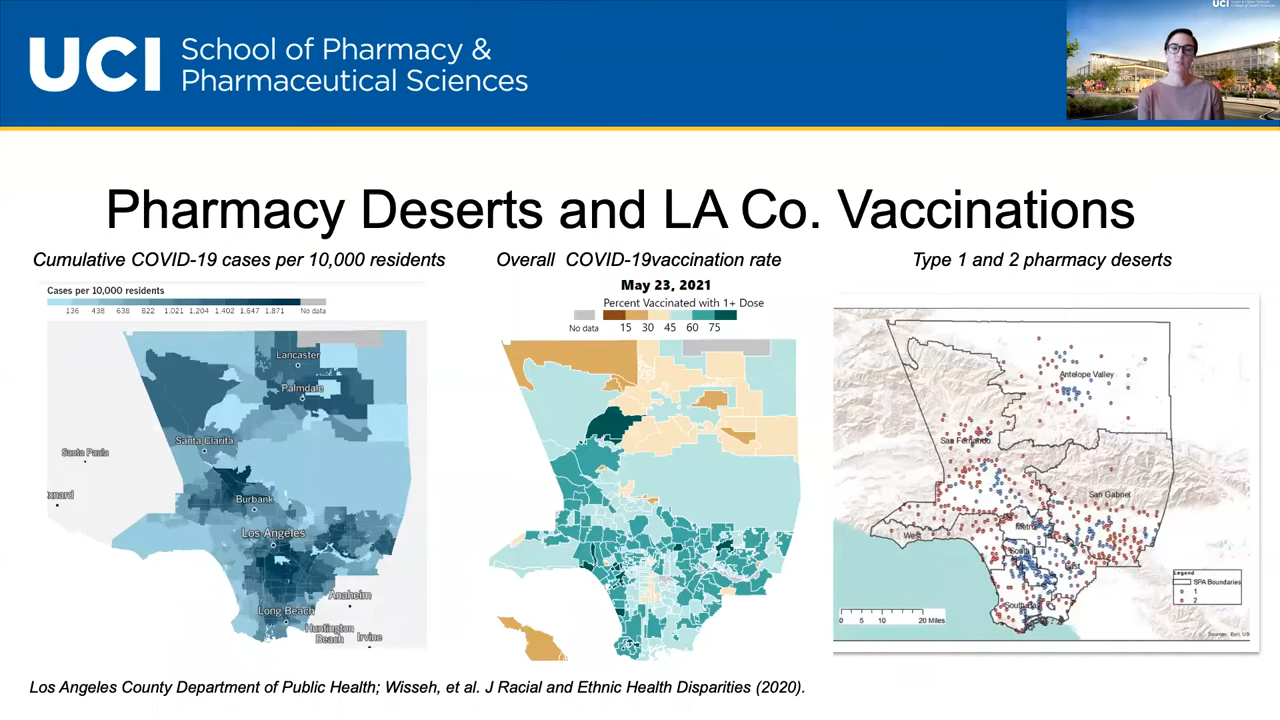 UCI
School of Pharmacy &
Pharmaceutical Sciences
UCI
Pharmacy Deserts and LA Co. Vaccinations
Cumulative COVID-19 cases per 10,000 residents
Cases per 10,000 residents
136 438 638 822 1,021 1,204 1,402 1,647 1,871 No data
Lancaster
Palmdale
Santa Clarita
Santa Paula
xnard
Burbank
Los Angeles
Anaheim
Long Beach
Huntington
Beach
Irvine
Overall COVID-19vaccination rate
May 23, 2021
Percent Vaccinated with 1+ Dose
No data 15 30 45 60 75
Type 1 and 2 pharmacy deserts
Antelope Valley
San Fernando
San Gabriel
Metro
West
South
East
South Bay
Legend
SPA Boundaries
1
2
0 5 10 20 Miles
Sources: Esri, US
Los Angeles County Department of Public Health; Wisseh, et al. J Racial and Ethnic Health Disparities (2020).